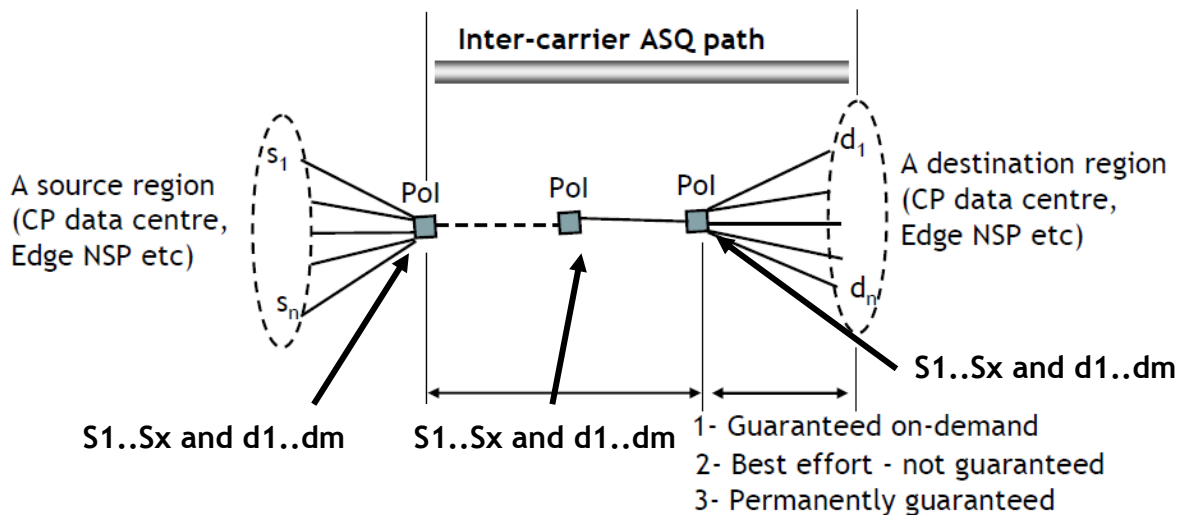 Inter-carrier ASQ path
A source region
(CP data centre,
Edge NSP etc)
s1
sn
PoI
PoI
PoI
d1
dn
A destination region
(CP data centre,
Edge NSP etc)
S1..Sx and d1..dm
S1..Sx and d1..dm
S1..Sx and d1..dm
1- Guaranteed on-demand
2- Best effort - not guaranteed
3- Permanently guaranteed